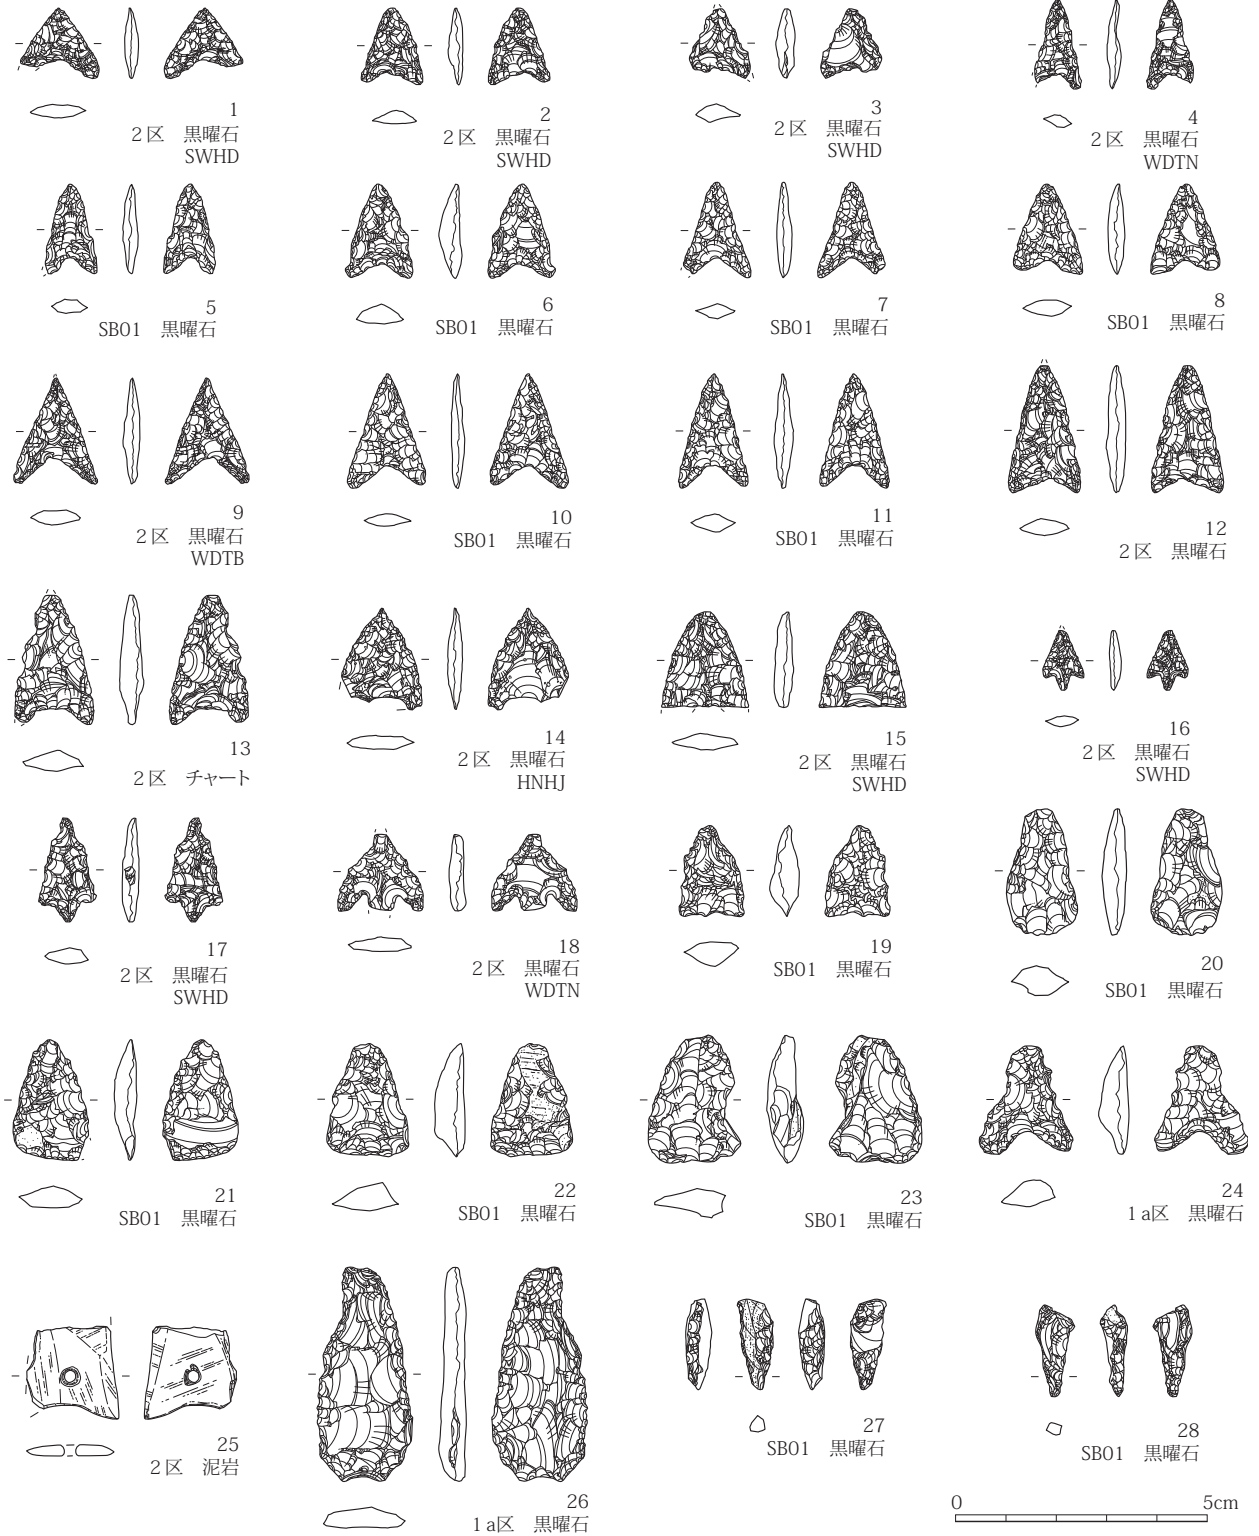 1
2区　黒曜石
SWHD
2
2区　黒曜石
SWHD
3
2区　黒曜石
SWHD
4
2区　黒曜石
WDTN
5
SB01　黒曜石
6
SB01　黒曜石
7
SB01　黒曜石
8
SB01　黒曜石
9
2区　黒曜石
WDTB
10
SB01　黒曜石
11
SB01　黒曜石
12
2区　黒曜石
13
2区　チャート
14
2区　黒曜石
HNHJ
15
2区　黒曜石
SWHD
16
2区　黒曜石
SWHD
17
2区　黒曜石
SWHD
18
2区　黒曜石
WDTN
19
SB01　黒曜石
20
SB01　黒曜石
21
SB01　黒曜石
22
SB01　黒曜石
23
SB01　黒曜石
24
1a区　黒曜石
25
2区　泥岩
26
1a区　黒曜石
27
SB01　黒曜石
28
SB01　黒曜石
0 5cm